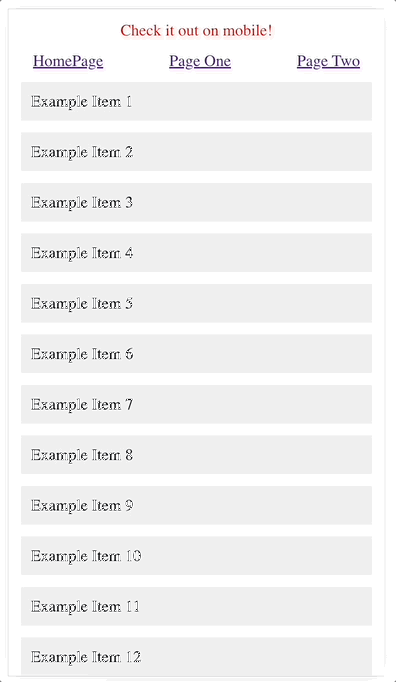 Check it out on mobile!
HomePage Page One Page Two
Example Item 1
Example Item 2
Example Item 3
Example Item 4
Example Item 5
Example Item 6
Example Item 7
Example Item 8
Example Item 9
Example Item 10
Example Item 11
Example Item 12